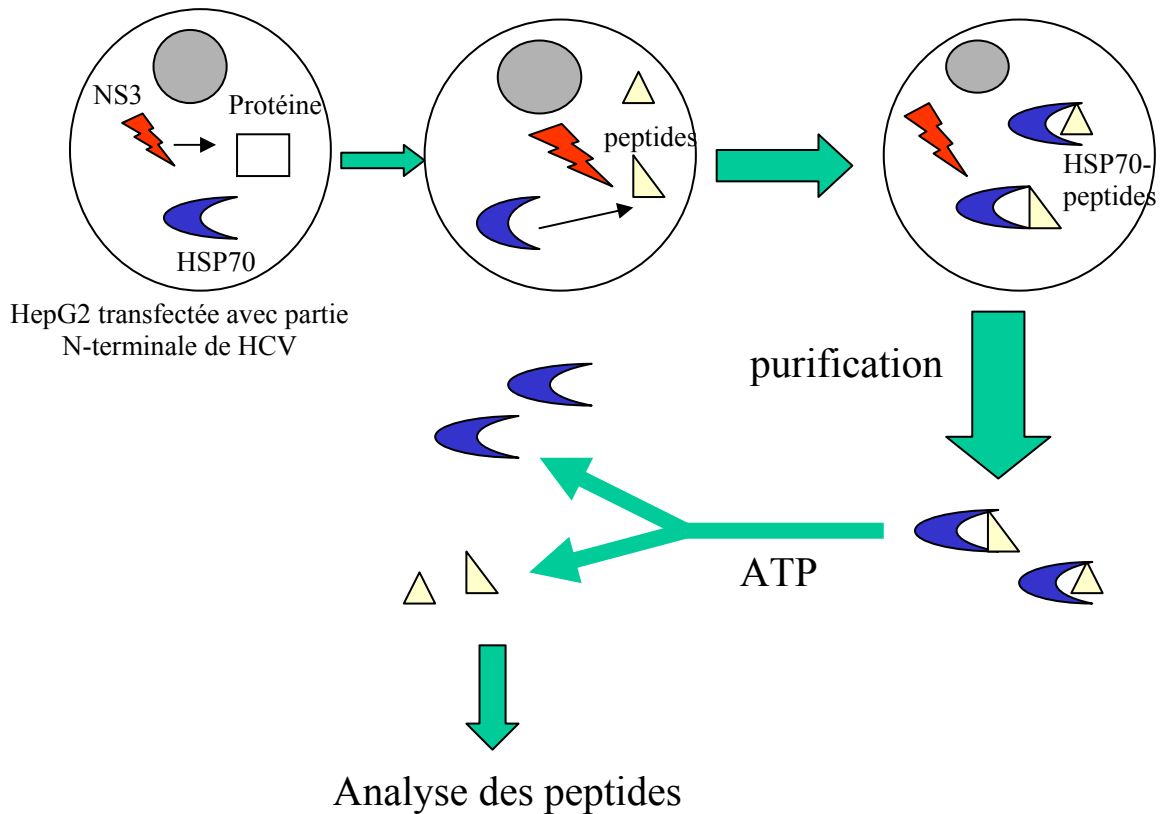 NS3
Protéine
HSP70
HepG2 transfectée avec partie
N-terminale de HCV
peptides
HSP70-
peptides
purification
ATP
Analyse des peptides